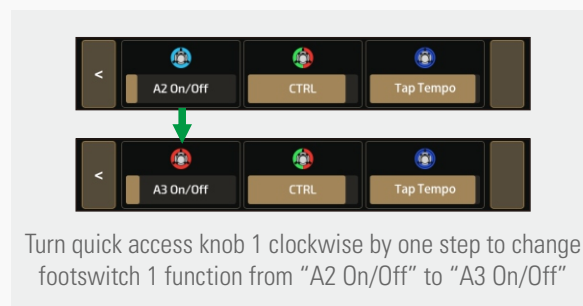 <
A2 On/Off
CTRL
Tap Tempo
<
A3 On/Off
CTRL
Tap Tempo
Turn quick access knob 1 clockwise by one step to change
footswitch 1 function from “A2 On/Off” to “A3 On/Off”